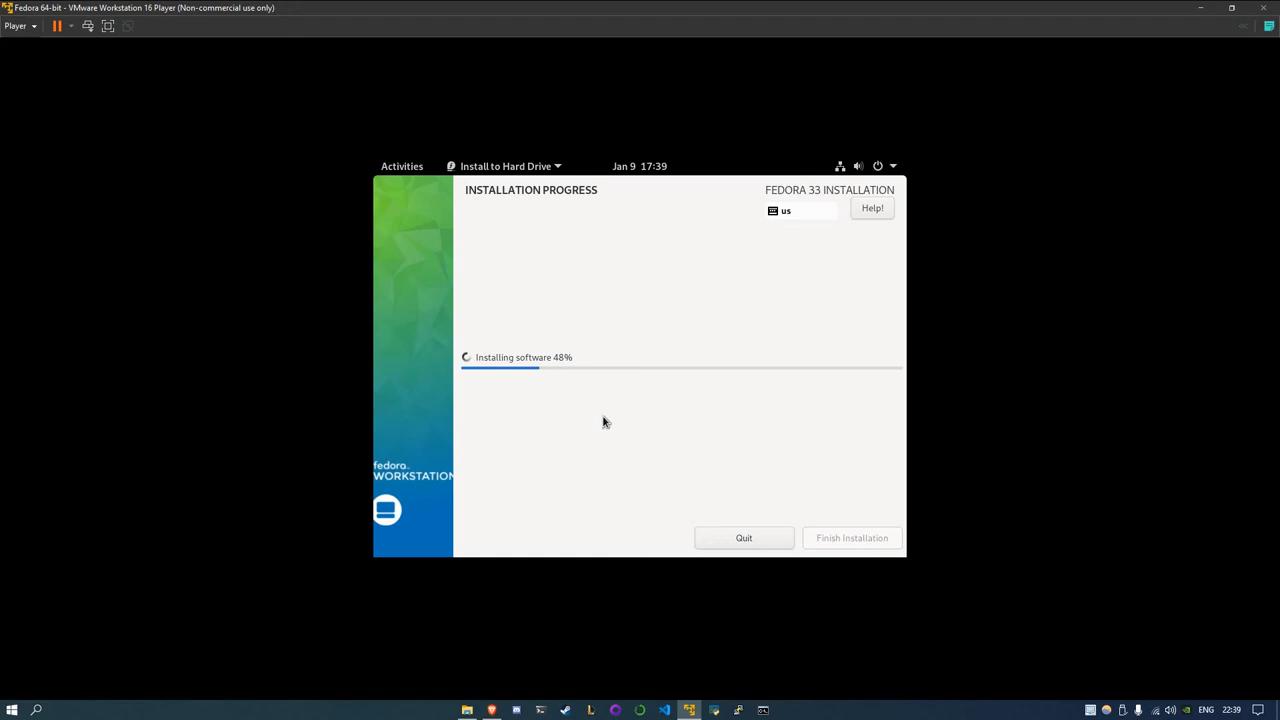 Fedora 64-bit - VMware Workstation 16 Player (Non-commercial use only)
Player
Activities
Install to Hard Drive
Jan 9 17:39
INSTALLATION PROGRESS
FEDORA 33 INSTALLATION
us
Help!
Installing software 48%
fedora
WORKSTATION
Quit
Finish Installation
ENG
22:39